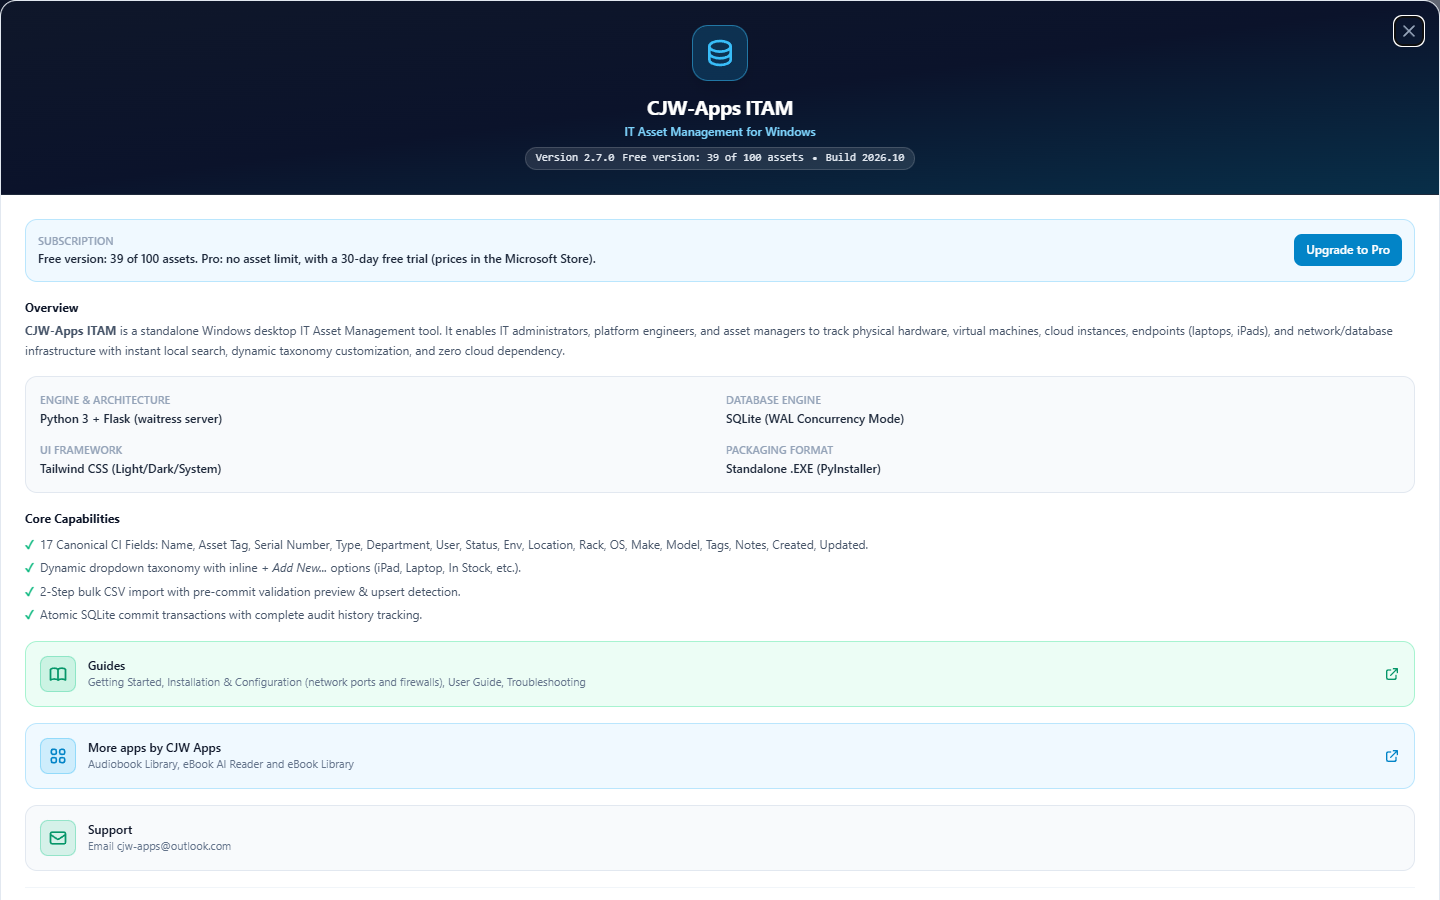 CJW-Apps ITAM
IT Asset Management for Windows
Version 2.7.0 Free version: 39 of 100 assets • Build 2026.10
SUBSCRIPTION
Free version: 39 of 100 assets. Pro: no asset limit, with a 30-day free trial (prices in the Microsoft Store).
Upgrade to Pro
Overview
CJW-Apps ITAM is a standalone Windows desktop IT Asset Management tool. It enables IT administrators, platform engineers, and asset managers to track physical hardware, virtual machines, cloud instances, endpoints (laptops, iPads), and network/database
infrastructure with instant local search, dynamic taxonomy customization, and zero cloud dependency.
ENGINE & ARCHITECTURE
Python 3 + Flask (waitress server)
DATABASE ENGINE
SQLite (WAL Concurrency Mode)
UI FRAMEWORK
Tailwind CSS (Light/Dark/System)
PACKAGING FORMAT
Standalone .EXE (PyInstaller)
Core Capabilities
✓ 17 Canonical CI Fields: Name, Asset Tag, Serial Number, Type, Department, User, Status, Env, Location, Rack, OS, Make, Model, Tags, Notes, Created, Updated.
✓ Dynamic dropdown taxonomy with inline + Add New... options (iPad, Laptop, In Stock, etc.).
✓ 2-Step bulk CSV import with pre-commit validation preview & upsert detection.
✓ Atomic SQLite commit transactions with complete audit history tracking.
Guides
Getting Started, Installation & Configuration (network ports and firewalls), User Guide, Troubleshooting
More apps by CJW Apps
Audiobook Library, eBook AI Reader and eBook Library
Support
Email cjw-apps@outlook.com